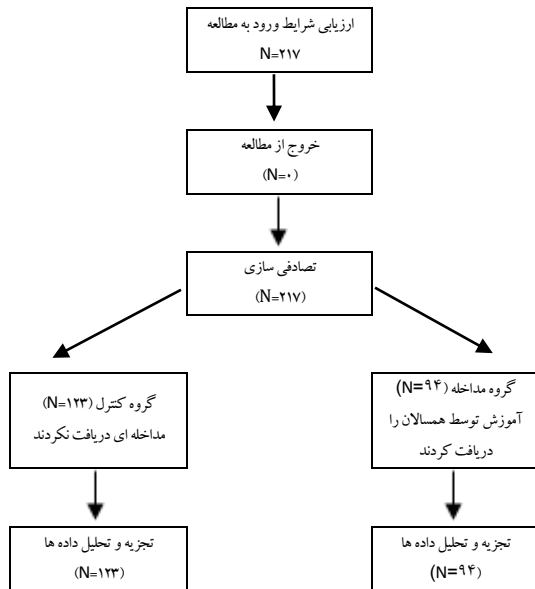 ارزیابی شرایط ورود به مطالعه
N=۲۱۷
خروج از مطالعه
(N=۰)
تصادفی سازی
(N=۲۱۷)
گروه مداخله (N=۹۴)
آموزش توسط همسالان را
دریافت کردند
گروه کنترل (N=۱۲۳)
مداخله ای دریافت نکردند
تجزیه و تحلیل داده ها
(N=۹۴)
تجزیه و تحلیل داده ها
(N=۱۲۳)